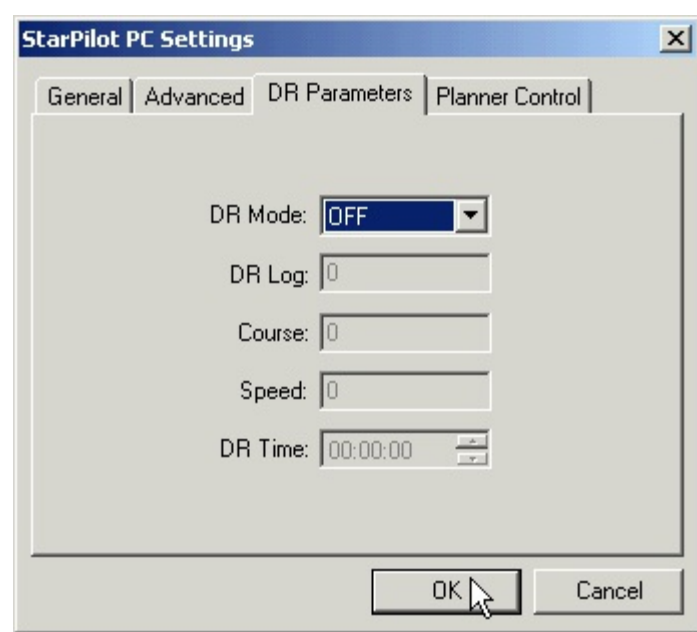 StarPilot PC Settings
General Advanced DR Parameters Planner Control
DR Mode: OFF
DR Log: 0
Course: 0
Speed: 0
DR Time: 00:00:00
OK Cancel